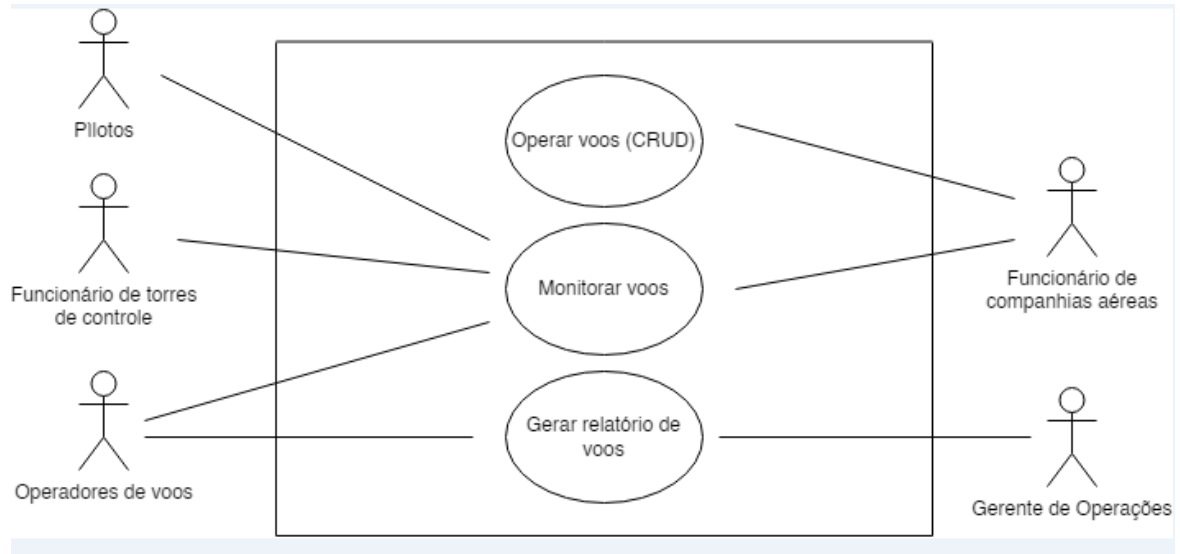 PIlotos
Operar voos (CRUD)
Funcionário de torres
de controle
Monitorar voos
Funcionário de
companhias aéreas
Operadores de voos
Gerar relatório de
voos
Gerente de Operações